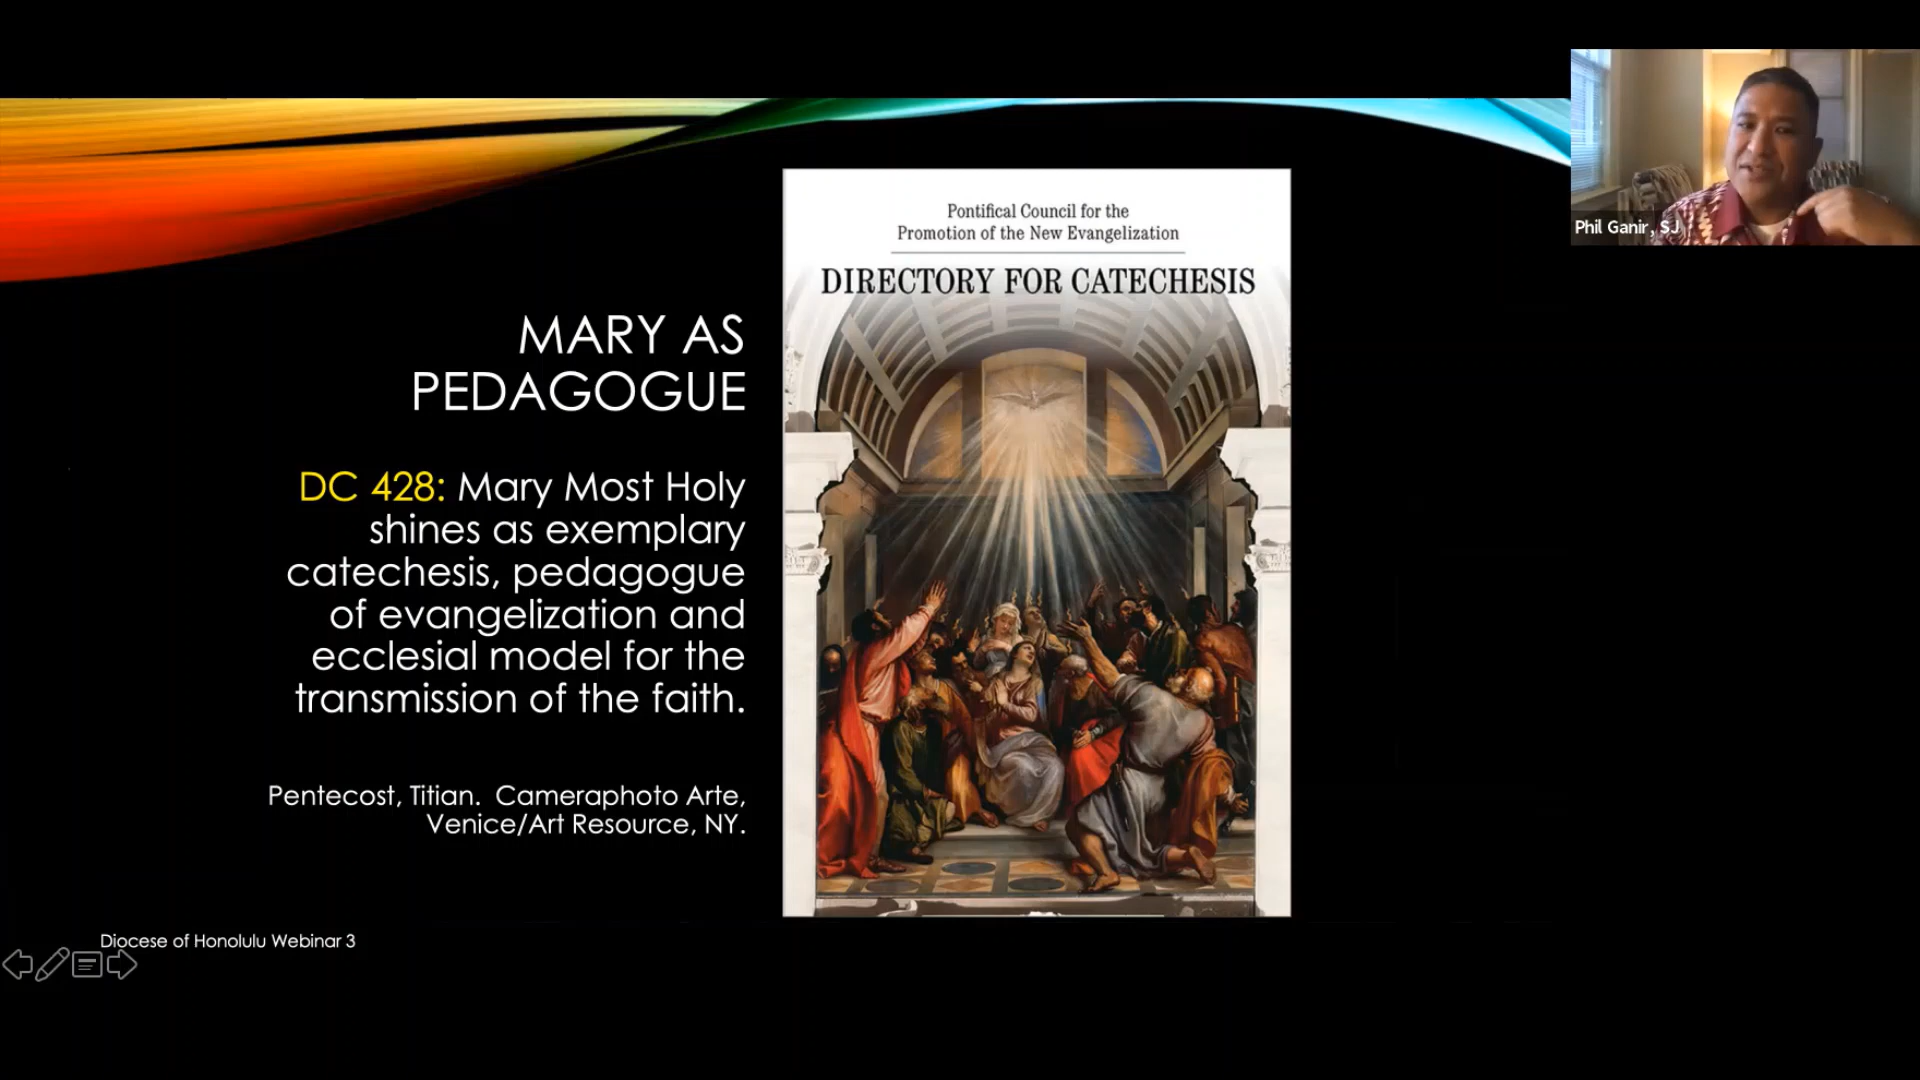 Phil Ganir, SJ
Pontifical Council for the
Promotion of the New Evangelization
DIRECTORY FOR CATECHESIS
MARY AS
PEDAGOGUE
DC 428: Mary Most Holy
shines as exemplary
catechesis, pedagogue
of evangelization and
ecclesial model for the
transmission of the faith.
Pentecost, Titian. Cameraphoto Arte,
Venice/Art Resource, NY.
Diocese of Honolulu Webinar 3